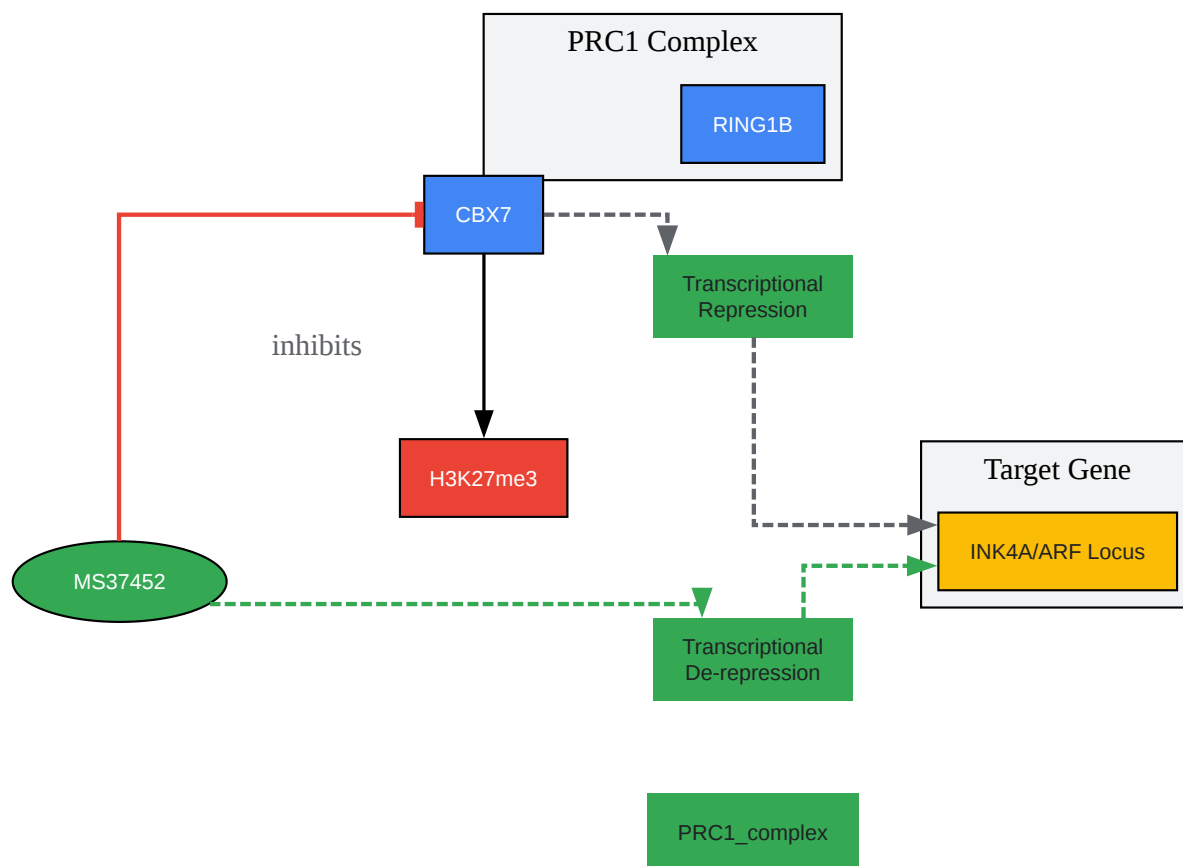 PRC1 Complex
RING1B
CBX7
Transcriptional
Repression
inhibits
H3K27me3
Target Gene
INK4A/ARF Locus
MS37452
Transcriptional
De-repression
PRC1_complex